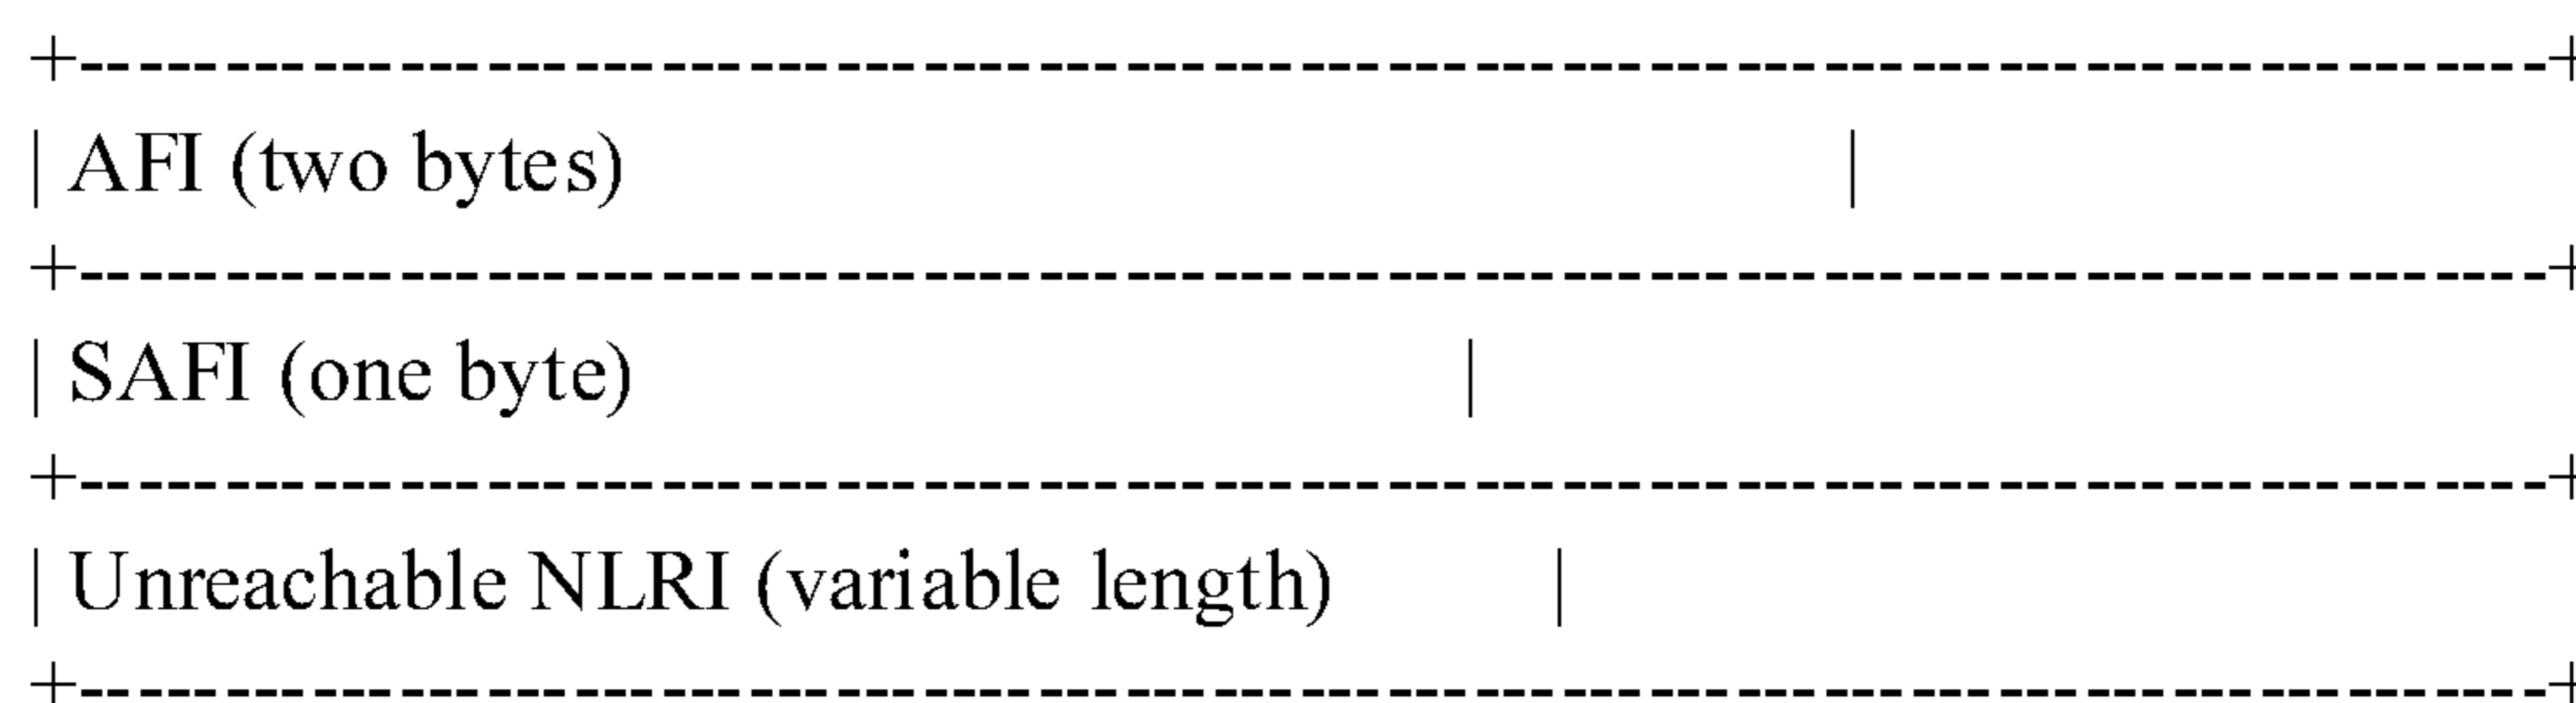 +---------------------------------------------------------+
| AFI (two bytes) |
+---------------------------------------------------------+
| SAFI (one byte) |
+---------------------------------------------------------+
| Unreachable NLRI (variable length) |
+---------------------------------------------------------+